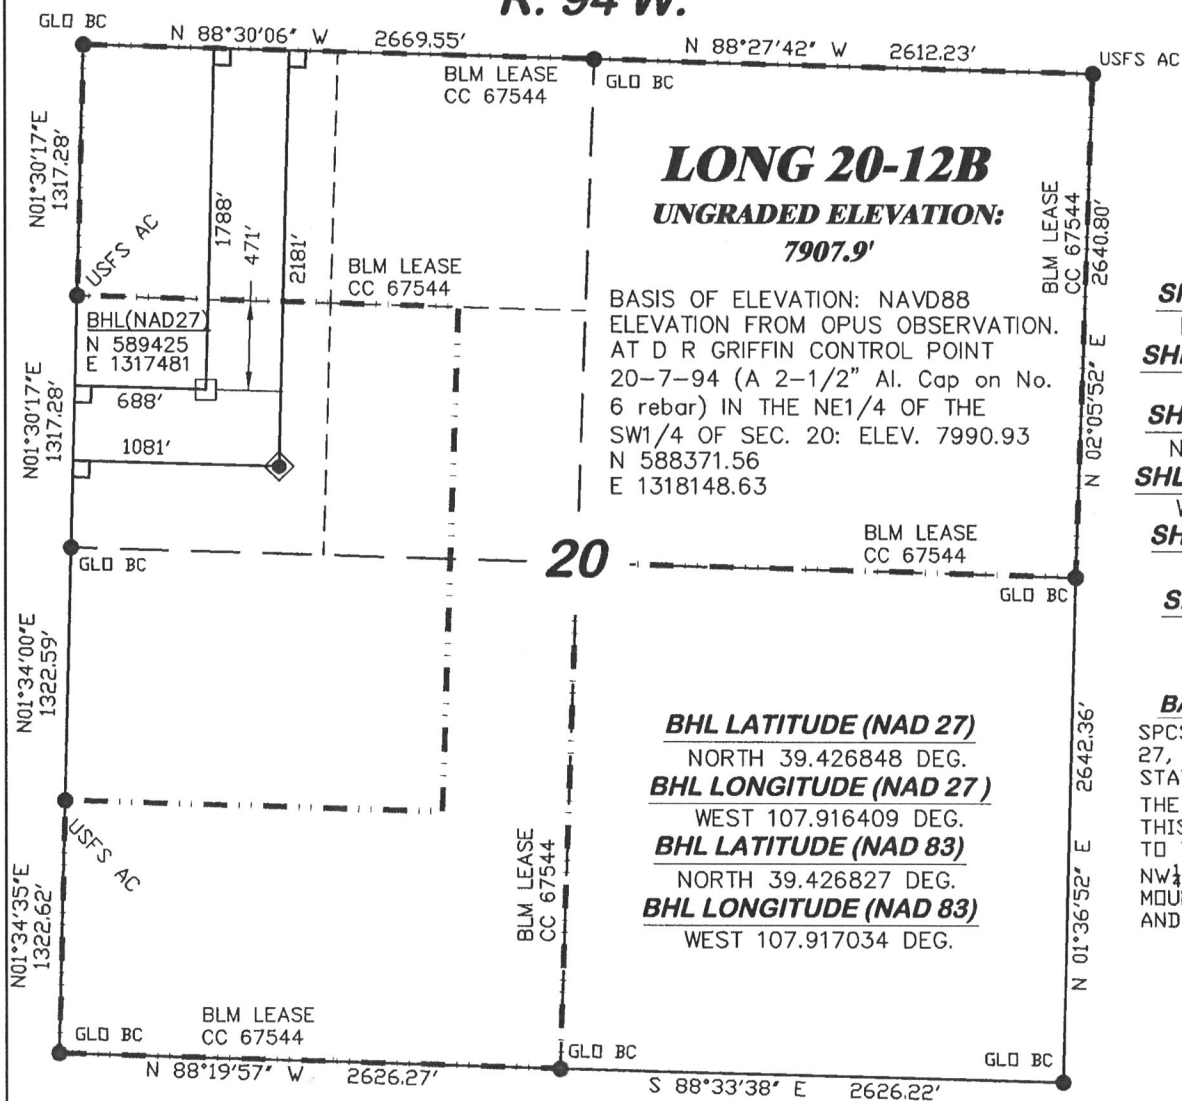 R. 94 W.
GLO BC
N 88°30'06" W 2669.55'
N 88°27'42" W 2612.23'
USFS AC
BLM LEASE
CC 67544
GLO BC
N01°30'17"E
1317.28'
1788'
471'
2181'
USFS AC
LONG 20-12B
UNGRADED ELEVATION:
7907.9'
BLM LEASE
CC 67544
2640.80'
N 02°05'52" E
BLM LEASE
CC 67544
BASIS OF ELEVATION: NAVD88
ELEVATION FROM OPUS OBSERVATION.
AT D R GRIFFIN CONTROL POINT
20-7-94 (A 2-1/2" Al. Cap on No.
6 rebar) IN THE NE1/4 OF THE
SW1/4 OF SEC. 20: ELEV. 7990.93
N 588371.56
E 1318148.63
BHL(NAD27)
N 589425
E 1317481
N01°30'17"E
1317.28'
688'
1081'
GLO BC
20
BLM LEASE
CC 67544
GLO BC
N01°34'00"E
1322.59'
USFS AC
BHL LATITUDE (NAD 27)
NORTH 39.426848 DEG.
BHL LONGITUDE (NAD 27)
WEST 107.916409 DEG.
BHL LATITUDE (NAD 83)
NORTH 39.426827 DEG.
BHL LONGITUDE (NAD 83)
WEST 107.917034 DEG.
BLM LEASE
CC 67544
N 01°36'52" E 2642.36'
N01°34'35"E
1322.62'
GLO BC
BLM LEASE
CC 67544
N 88°19'57" W 2626.27'
GLO BC
S 88°33'38" E 2626.22'
GLO BC
SHL
SHL
27,
THE
THIS
NW¼
AND